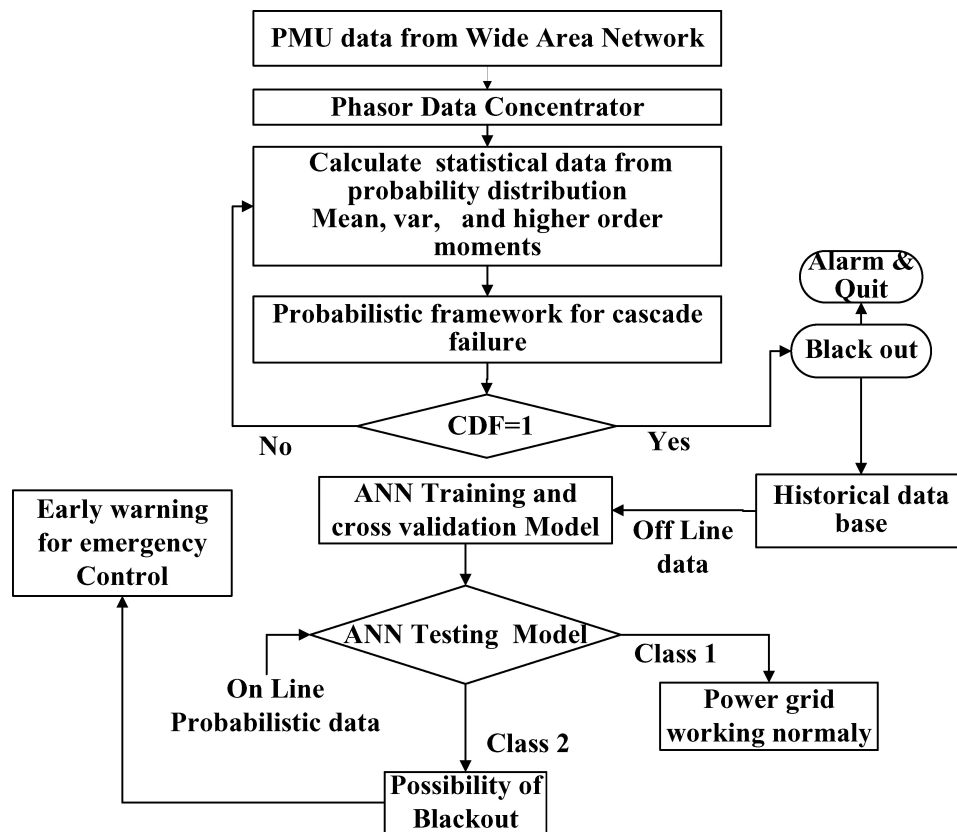 PMU data from Wide Area Network
Phasor Data Concentrator
Calculate statistical data from
probability distribution
Mean, var, and higher order
moments
Probabilistic framework for cascade
failure
CDF=1
No
Yes
Alarm &
Quit
Black out
Historical data
base
Off Line
data
ANN Training and
cross validation Model
Early warning
for emergency
Control
ANN Testing Model
On Line
Probabilistic data
Class 1
Power grid
working normaly
Class 2
Possibility of
Blackout